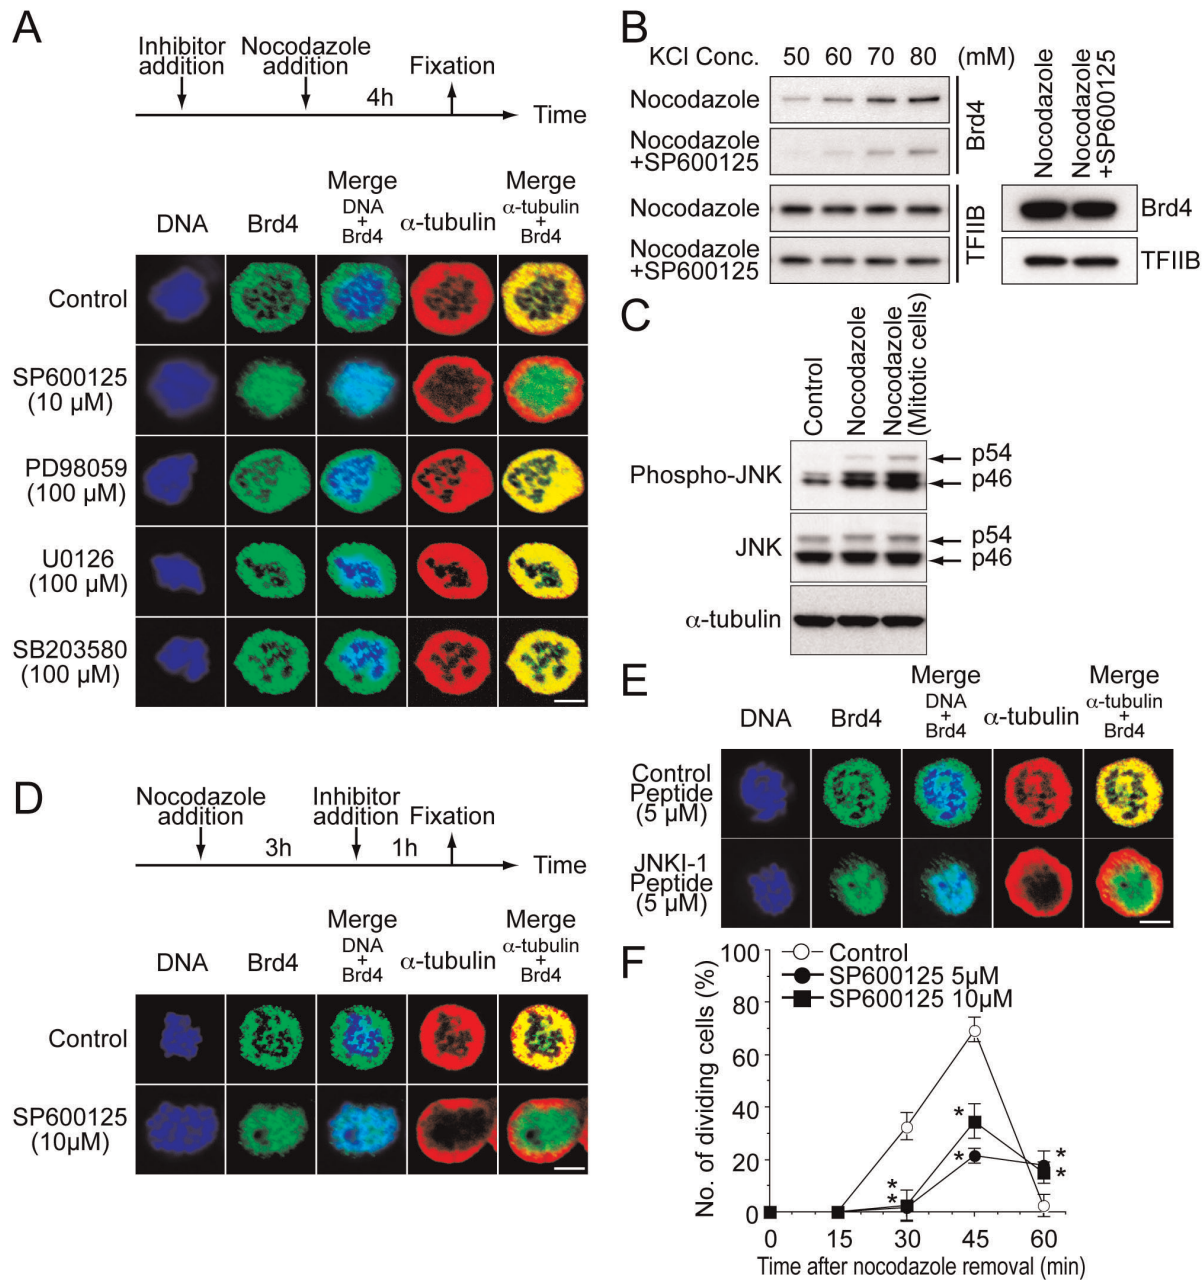 A
Inhibitor
addition
Nocodazole
addition
Fixation
4h
Time
DNA
Brd4
Merge
DNA
+
Brd4
α-tubulin
Merge
α-tubulin
+
Brd4
Control
SP600125
(10 µM)
PD98059
(100 µM)
U0126
(100 µM)
SB203580
(100 µM)
B
KCl Conc. 50 60 70 80 (mM)
Nocodazole
Nocodazole
+SP600125
Brd4
Nocodazole
Nocodazole
+SP600125
TFIIB
Nocodazole
Nocodazole
+SP600125
Brd4
TFIIB
C
Control
Nocodazole
Nocodazole
(Mitotic cells)
Phospho-JNK
p54
p46
JNK
p54
p46
α-tubulin
D
Nocodazole
addition
Inhibitor
addition
Fixation
3h
1h
Time
DNA
Brd4
Merge
DNA
+
Brd4
α-tubulin
Merge
α-tubulin
+
Brd4
Control
SP600125
(10µM)
E
DNA
Brd4
Merge
DNA
+
Brd4
α-tubulin
Merge
α-tubulin
+
Brd4
Control
Peptide
(5 µM)
JNKI-1
Peptide
(5 µM)
F
No. of dividing cells (%)
100
80
60
40
20
0
Control
SP600125 5µM
SP600125 10µM
*
*
*
*
*
*
0 15 30 45 60
Time after nocodazole removal (min)